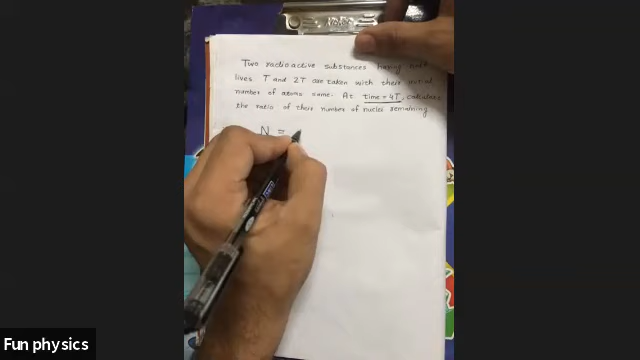 Two radioactive substances having half
lives T and 2T are taken with their initial
number of atoms same. At time = 4T, calculate
the ratio of their number of nuclei remaining
N =
Fun physics